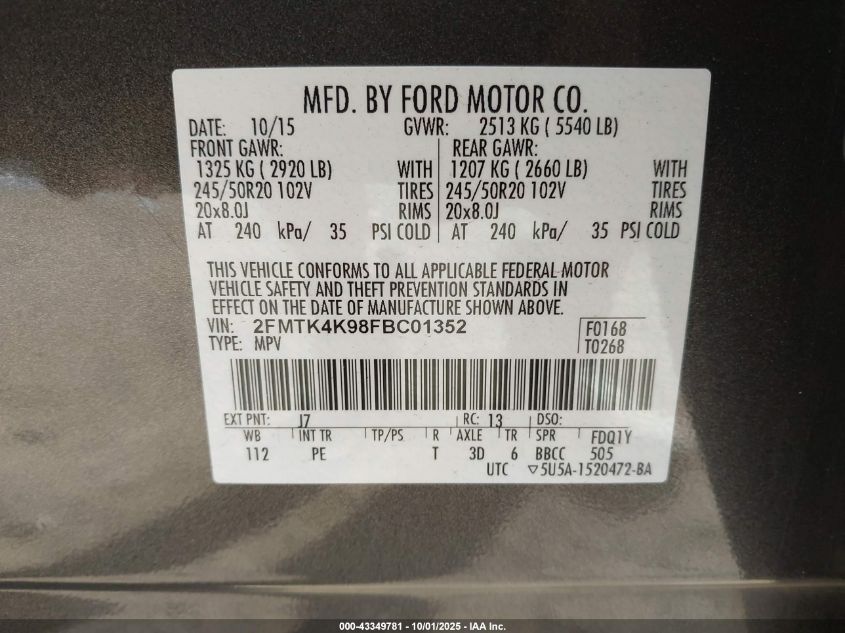 MFD. BY FORD MOTOR CO.
DATE: 10/15 GVWR: 2513 KG ( 5540 LB)
FRONT GAWR: REAR GAWR:
1325 KG ( 2920 LB) WITH 1207 KG ( 2660 LB) WITH
245/50R20 102V TIRES 245/50R20 102V TIRES
20x8.0J RIMS 20x8.0J RIMS
AT 240 kPa/ 35 PSI COLD AT 240 kPa/ 35 PSI COLD
THIS VEHICLE CONFORMS TO ALL APPLICABLE FEDERAL MOTOR
VEHICLE SAFETY AND THEFT PREVENTION STANDARDS IN
EFFECT ON THE DATE OF MANUFACTURE SHOWN ABOVE.
VIN: 2FMTK4K98FBC01352 F0168
TYPE: MPV T0268
EXT PNT: J7 RC: 13 DSO:
WB INT TR TP/PS R AXLE TR SPR FDQ1Y
112 PE T 3D 6 BBCC 505
UTC ▽5U5A-1520472-BA
000-43349781 - 10/01/2025 - IAA Inc.